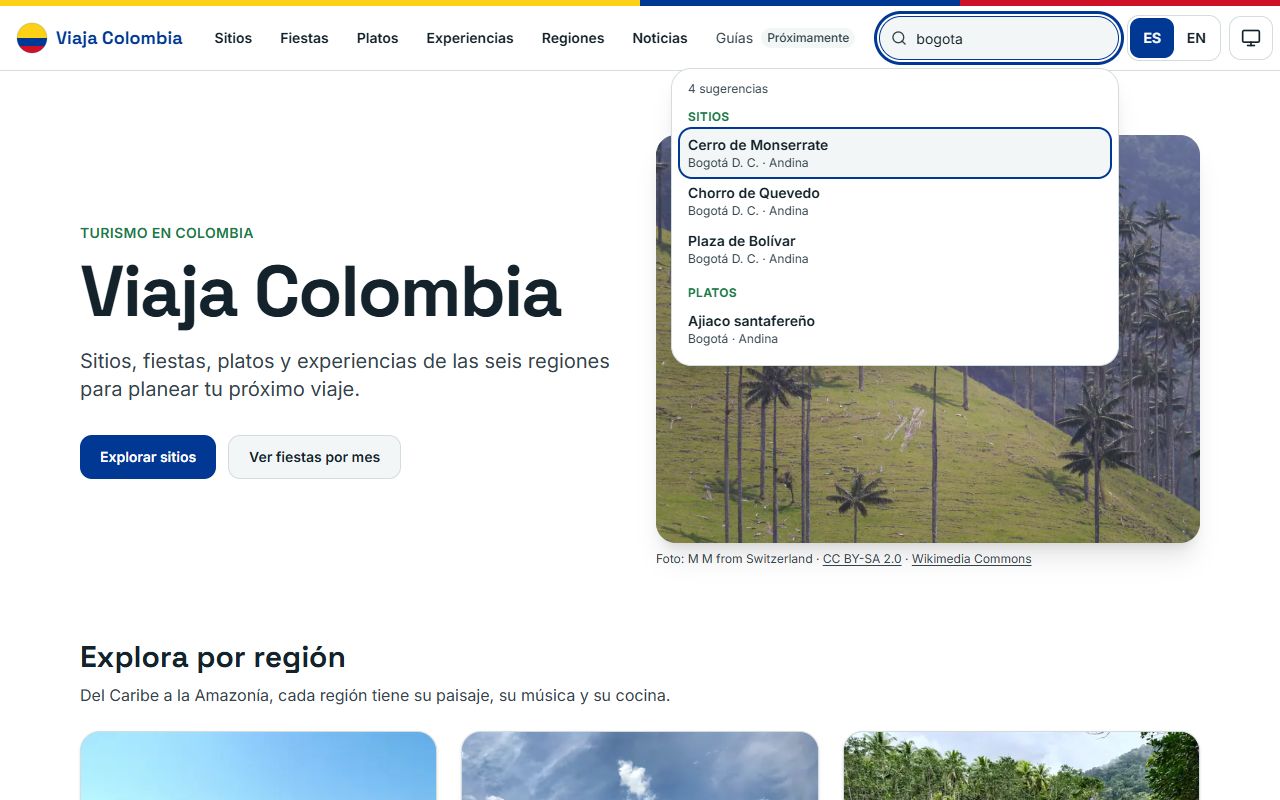 Viaja Colombia
Sitios
Fiestas
Platos
Experiencias
Regiones
Noticias
Guías Próximamente
bogota
ES EN
4 sugerencias
SITIOS
Cerro de Monserrate
Bogotá D. C. · Andina
Chorro de Quevedo
Bogotá D. C. · Andina
Plaza de Bolívar
Bogotá D. C. · Andina
PLATOS
Ajiaco santafereño
Bogotá · Andina
TURISMO EN COLOMBIA
Viaja Colombia
Sitios, fiestas, platos y experiencias de las seis regiones
para planear tu próximo viaje.
Explorar sitios
Ver fiestas por mes
Foto: M M from Switzerland · CC BY-SA 2.0 · Wikimedia Commons
Explora por región
Del Caribe a la Amazonía, cada región tiene su paisaje, su música y su cocina.